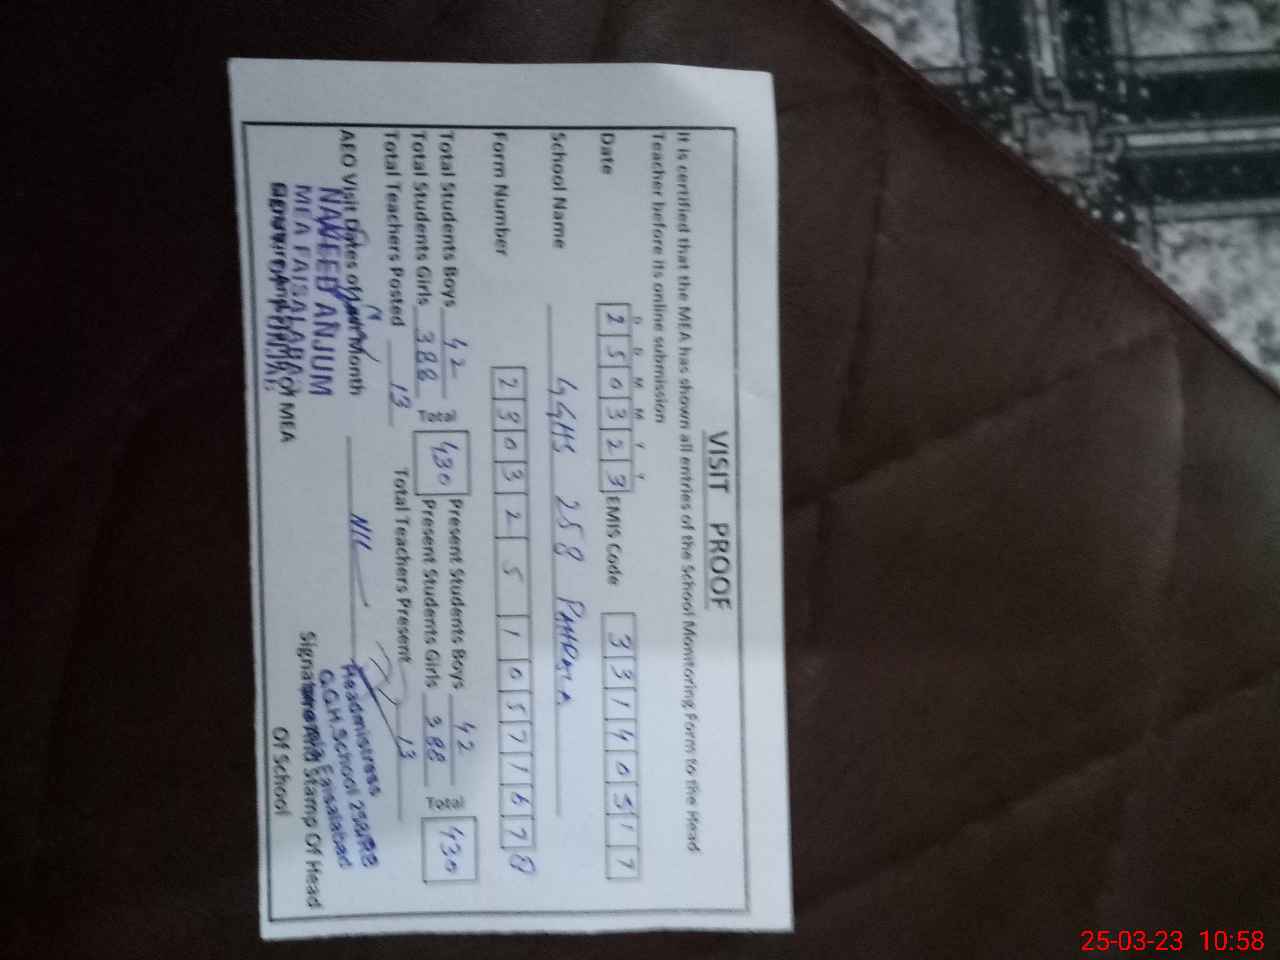 VISIT PROOF
It is certified that the MEA has shown all entries of the School Monitoring Form to the Head
Teacher before its online submission
D D M M Y Y
Date 2 5 0 3 2 3 EMIS Code 3 3 1 4 0 5 1 7
School Name GGHS 258
Form Number 2 3 0 3 2 5 1 0 5 7 1 6 7 8
Total Students Boys 42 Present Students Boys 42
Total Students Girls 388 Total 430 Present Students Girls 388 Total 430
Total Teachers Posted 13 Total Teachers Present 13
AEO Visit Dates of Month NIL
NAVEED ANJUM
MEA FAISALABAD
Signature And Stamp Of MEA
Headmistress
G.G.H.School 258/RB
Faisalabad
Signature And Stamp Of Head
Of School
25-03-23 10:58